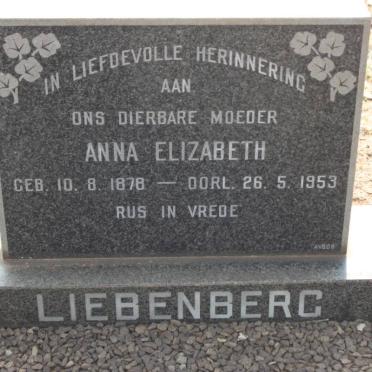 IN LIEFDEVOLLE HERINNERING
AAN
ONS DIERBARE MOEDER
ANNA ELIZABETH
GEB. 10. 8. 1878 — OORL. 26. 5. 1953
RUS IN VREDE
LIEBENBERG